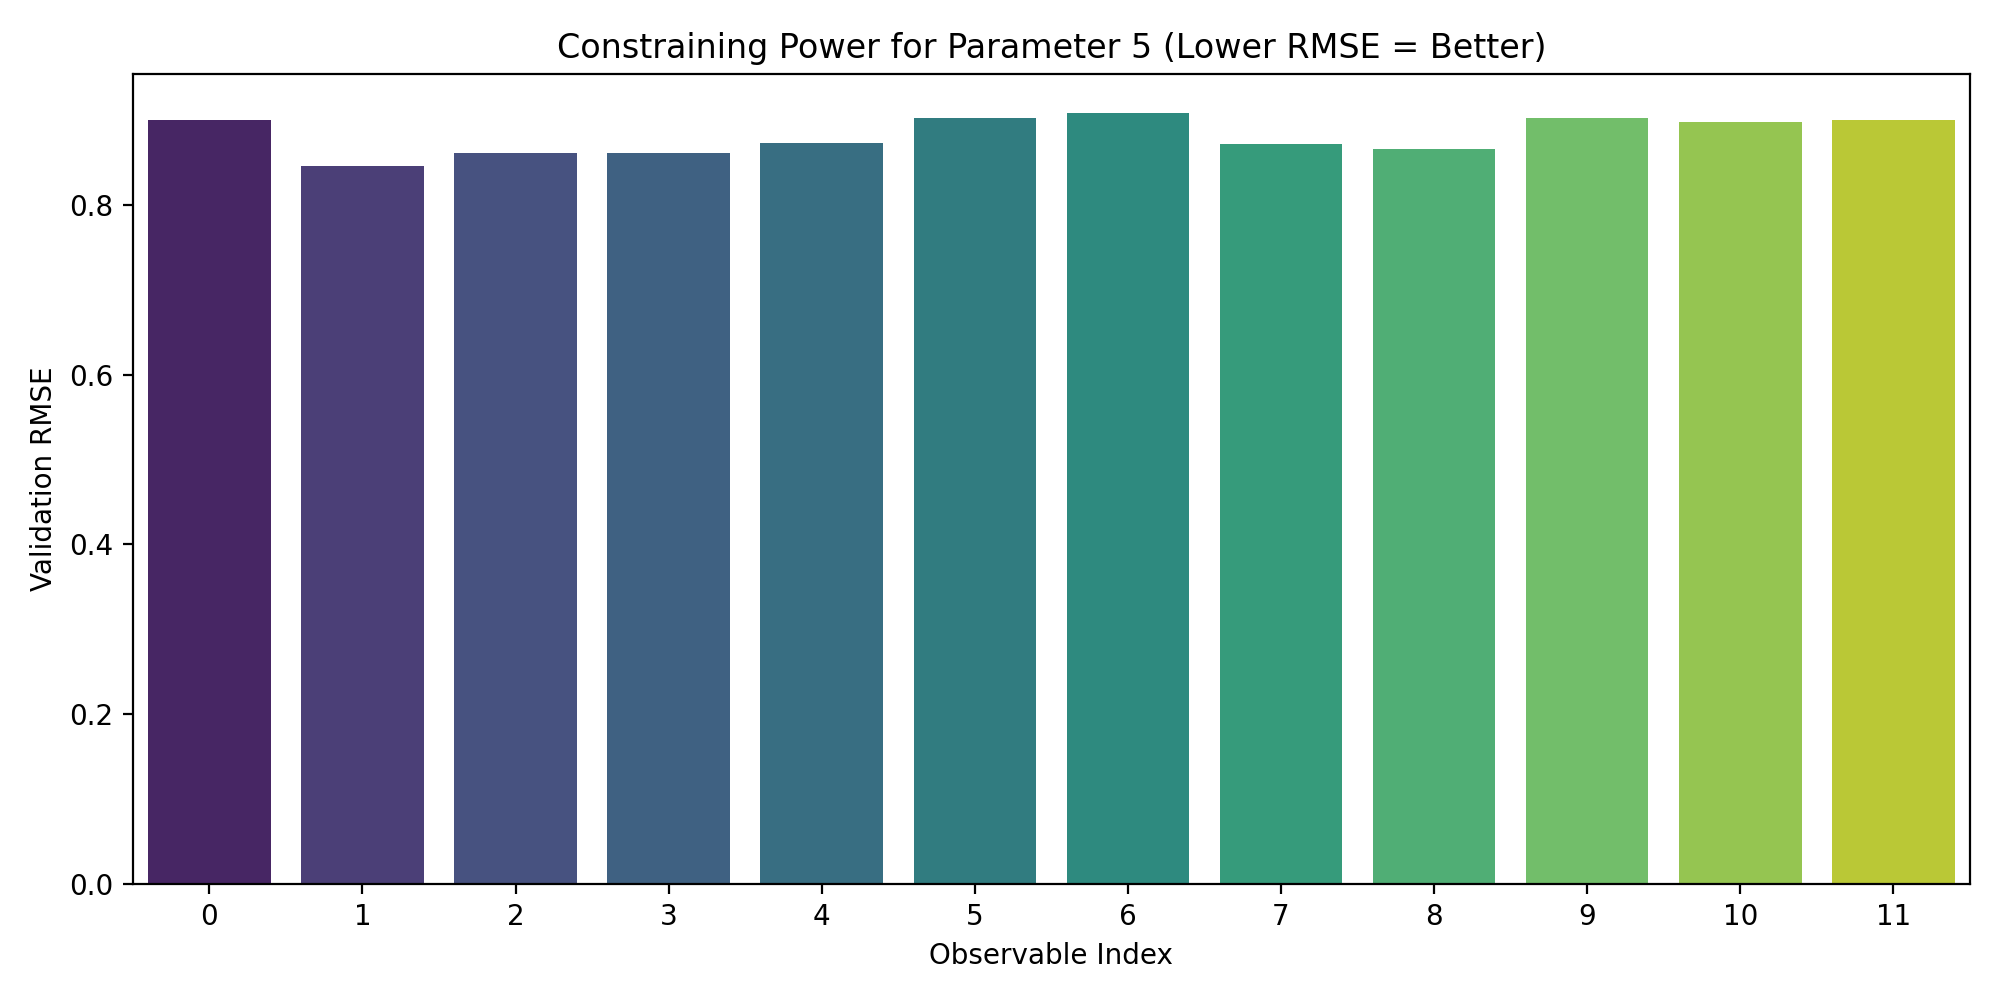 Constraining Power for Parameter 5 (Lower RMSE = Better)
Validation RMSE
0.8
0.6
0.4
0.2
0.0
0 1 2 3 4 5 6 7 8 9 10 11
Observable Index